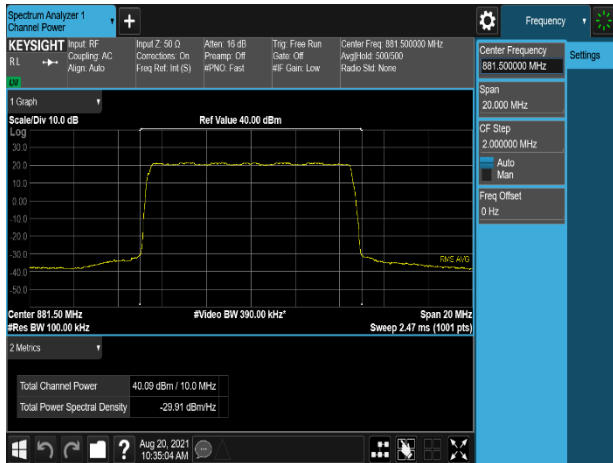 Spectrum Analyzer 1
Channel Power
Frequency
KEYSIGHT
R L
Input: RF
Coupling: AC
Align: Auto
Input Z: 50 Ω
Corrections: On
Freq Ref: Int (S)
Atten: 16 dB
Preamp: Off
#PNO: Fast
Trig: Free Run
Gate: Off
#IF Gain: Low
Center Freq: 881.500000 MHz
Avg|Hold: 500/500
Radio Std: None
Center Frequency
881.500000 MHz
Settings
Span
20.000 MHz
CF Step
2.000000 MHz
Auto
Man
Freq Offset
0 Hz
1 Graph
Scale/Div 10.0 dB
Ref Value 40.00 dBm
Log
30.0
20.0
10.0
0.00
-10.0
-20.0
-30.0
-40.0
-50.0
RMS AVG
Center 881.50 MHz
#Video BW 390.00 kHz*
Span 20 MHz
#Res BW 100.00 kHz
Sweep 2.47 ms (1001 pts)
2 Metrics
Total Channel Power
40.09 dBm / 10.0 MHz
Total Power Spectral Density
-29.91 dBm/Hz
?
Aug 20, 2021
10:35:04 AM